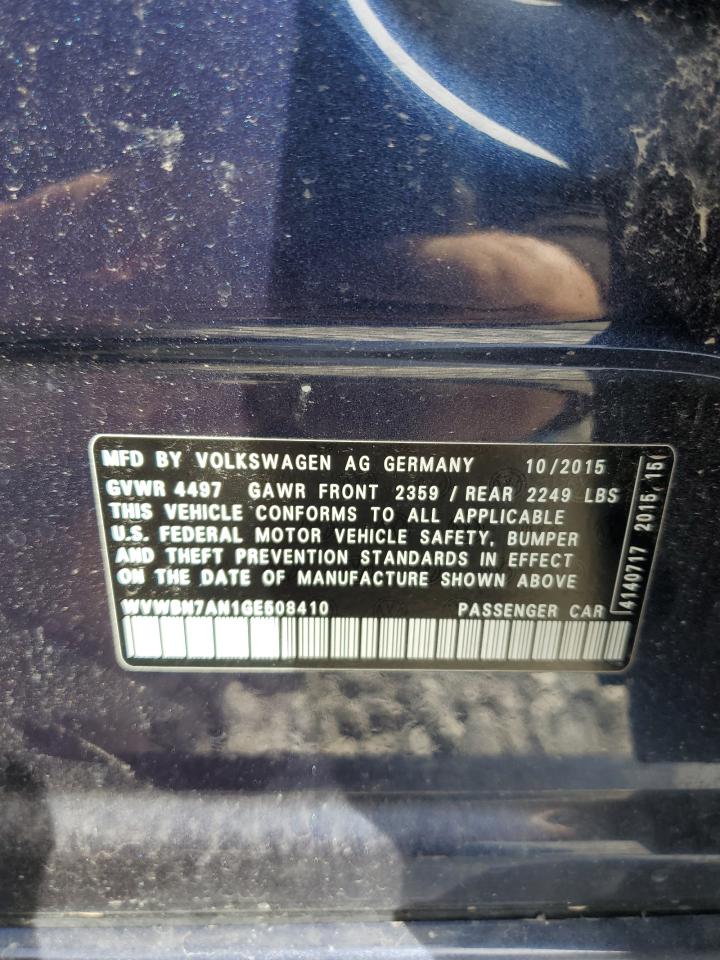 MFD BY VOLKSWAGEN AG GERMANY 10/2015
GVWR 4497 GAWR FRONT 2359 / REAR 2249 LBS
THIS VEHICLE CONFORMS TO ALL APPLICABLE
U.S. FEDERAL MOTOR VEHICLE SAFETY, BUMPER
AND THEFT PREVENTION STANDARDS IN EFFECT
ON THE DATE OF MANUFACTURE SHOWN ABOVE
WVWBN7AN1GE508410 PASSENGER CAR
4140717 2015/15(